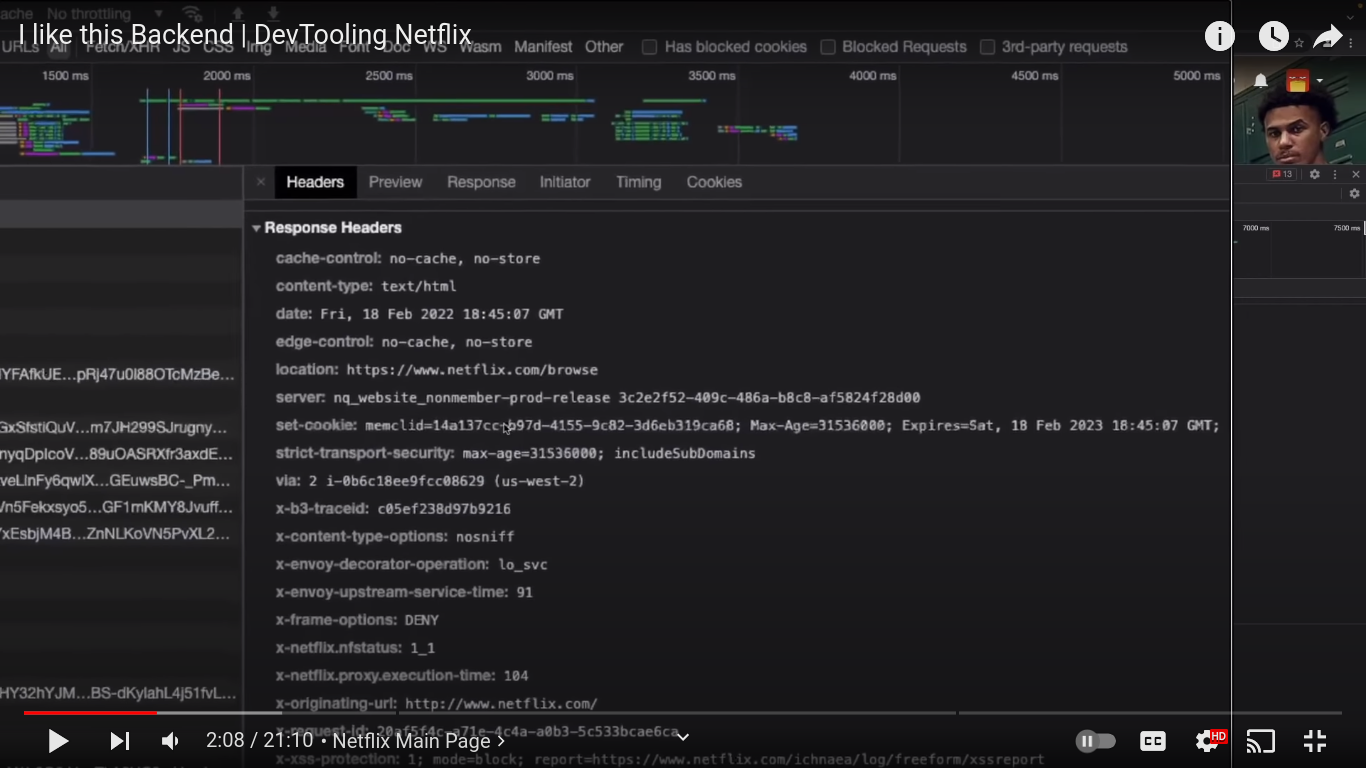 ache No throttling
I like this Backend | DevTooling Netflix
URLs All Fetch/XHR JS CSS Img Media Font Doc WS Wasm Manifest Other Has blocked cookies Blocked Requests 3rd-party requests
1500 ms 2000 ms 2500 ms 3000 ms 3500 ms 4000 ms 4500 ms 5000 ms
13
Headers Preview Response Initiator Timing Cookies
7000 ms 7500 ms
Response Headers
cache-control: no-cache, no-store
content-type: text/html
date: Fri, 18 Feb 2022 18:45:07 GMT
edge-control: no-cache, no-store
location: https://www.netflix.com/browse
IYFAfkUE...pRj47u0I88OTcMzBe...
server: nq_website_nonmember-prod-release 3c2e2f52-409c-486a-b8c8-af5824f28d00
set-cookie: memclid=14a137cc-b97d-4155-9c82-3d6eb319ca68; Max-Age=31536000; Expires=Sat, 18 Feb 2023 18:45:07 GMT;
GxSfstiQuV...m7JH299SJrugny...
strict-transport-security: max-age=31536000; includeSubDomains
nyqDplcoV...89uOASRXfr3axdE...
via: 2 i-0b6c18ee9fcc08629 (us-west-2)
veLlnFy6qwlX...GEuwsBC-_Pm...
x-b3-traceid: c05ef238d97b9216
Vn5Fekxsyo5...GF1mKMY8Jvuff...
x-content-type-options: nosniff
YxEsbjM4B...ZnNLKoVN5PvXL2...
x-envoy-decorator-operation: lo_svc
x-envoy-upstream-service-time: 91
x-frame-options: DENY
x-netflix.nfstatus: 1_1
x-netflix.proxy.execution-time: 104
HY32hYJM...BS-dKylahL4j51fvL...
x-originating-url: http://www.netflix.com/
x-request-id: 20af5f4c-a71e-4c4a-a0b3-5c533bcae6ca
2:08 / 21:10 • Netflix Main Page
CC HD
x-xss-protection: 1; mode=block; report=https://www.netflix.com/ichnaea/log/freeform/xssreport